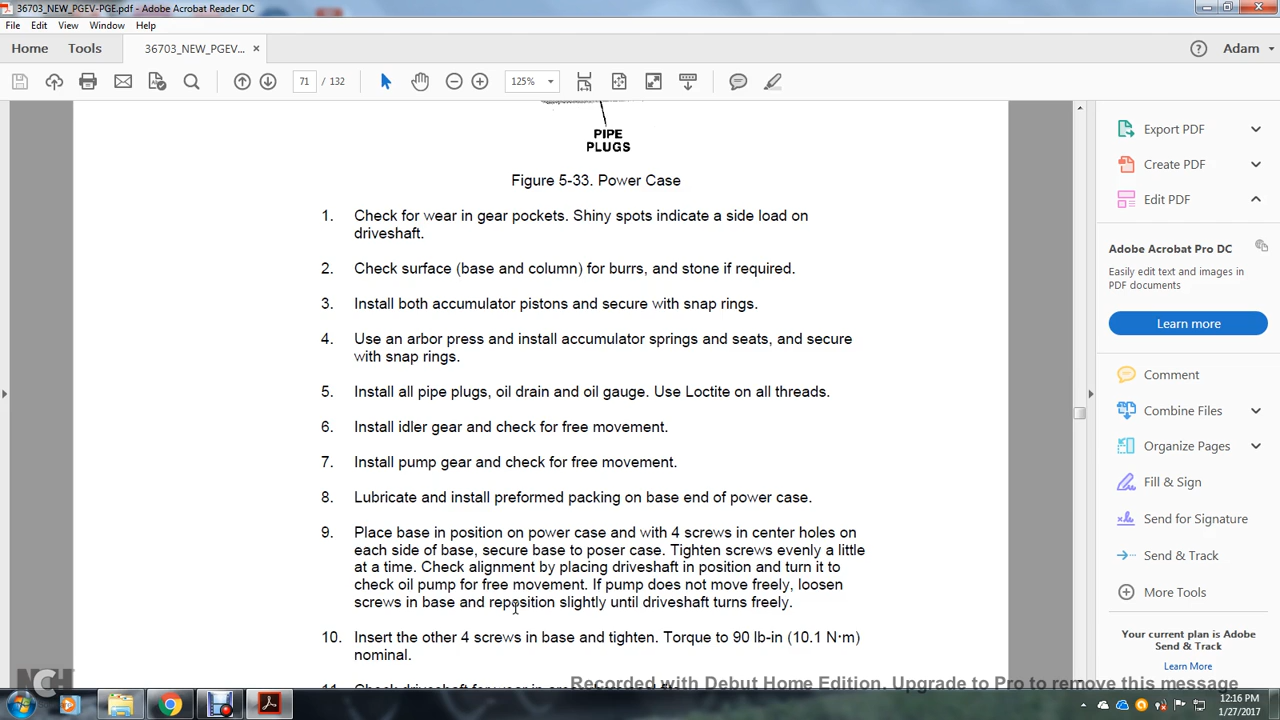 36703_NEW_PGEV-PGE.pdf - Adobe Acrobat Reader DC
File Edit View Window Help
Home Tools 36703_NEW_PGEV-... × Adam
71 / 132 125%
PIPE
PLUGS
Figure 5-33. Power Case
1. Check for wear in gear pockets. Shiny spots indicate a side load on
driveshaft.
2. Check surface (base and column) for burrs, and stone if required.
3. Install both accumulator pistons and secure with snap rings.
4. Use an arbor press and install accumulator springs and seats, and secure
with snap rings.
5. Install all pipe plugs, oil drain and oil gauge. Use Loctite on all threads.
6. Install idler gear and check for free movement.
7. Install pump gear and check for free movement.
8. Lubricate and install preformed packing on base end of power case.
9. Place base in position on power case and with 4 screws in center holes on
each side of base, secure base to poser case. Tighten screws evenly a little
at a time. Check alignment by placing driveshaft in position and turn it to
check oil pump for free movement. If pump does not move freely, loosen
screws in base and reposition slightly until driveshaft turns freely.
10. Insert the other 4 screws in base and tighten. Torque to 90 lb-in (10.1 N·m)
nominal.
11. Check driveshaft for wear in
Export PDF
Create PDF
Edit PDF
Adobe Acrobat Pro DC
Easily edit text and images in
PDF documents
Learn more
Comment
Combine Files
Organize Pages
Fill & Sign
Send for Signature
Send & Track
More Tools
Your current plan is Adobe
Send & Track
Learn More
NCH
Recorded with Debut Home Edition. Upgrade to Pro to remove this message
12:16 PM
1/27/2017